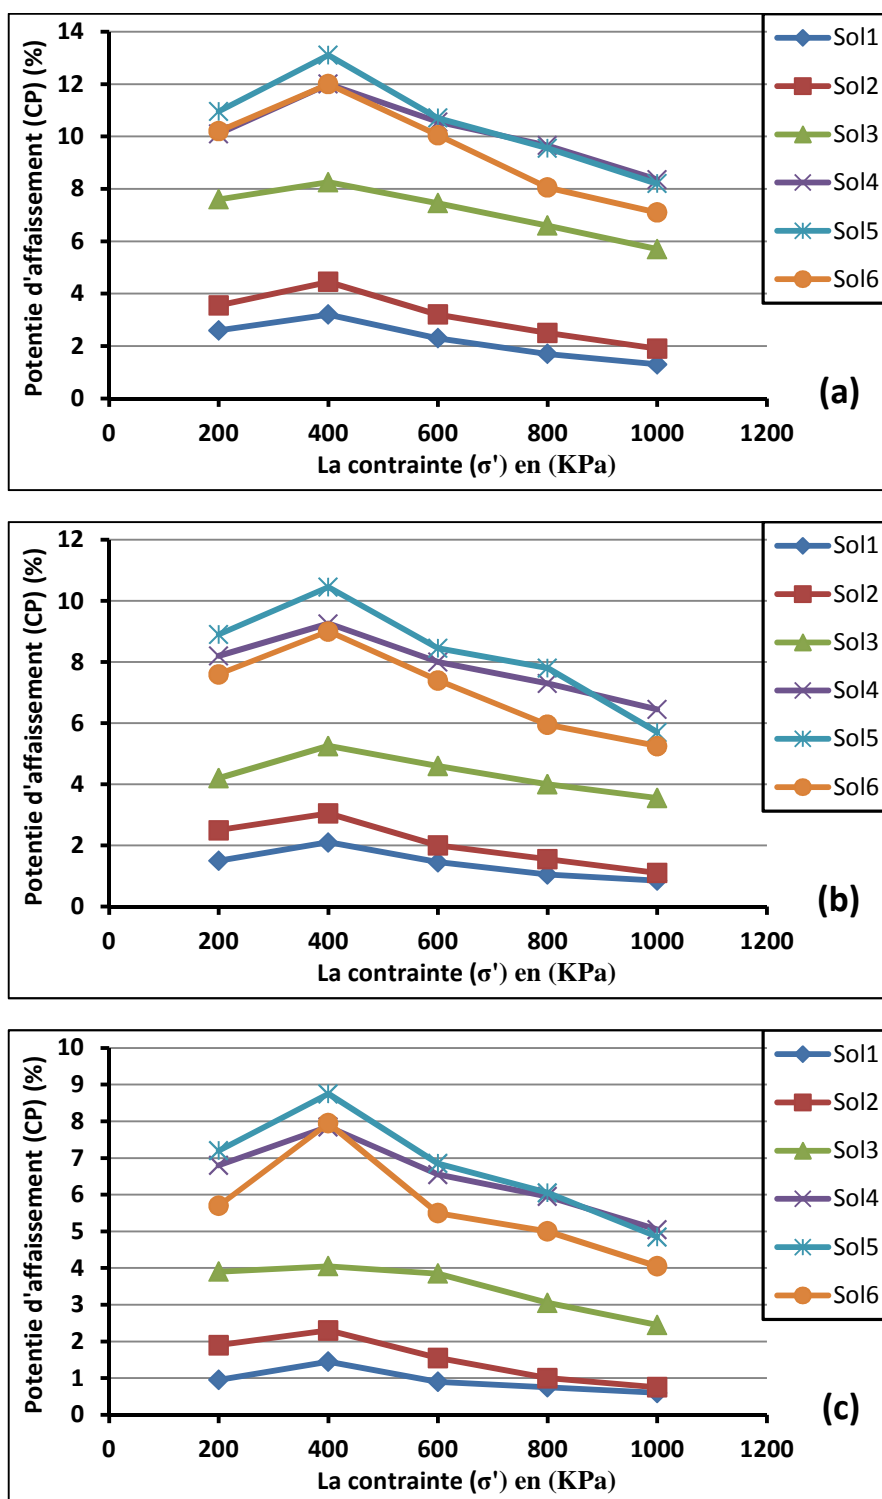 Potentie d'affaissement (CP) (%)
14
12
10
8
6
4
2
0
0 200 400 600 800 1000 1200
La contrainte (σ') en (KPa)
Sol1
Sol2
Sol3
Sol4
Sol5
Sol6
(a)
Potentie d'affaissement (CP) (%)
12
10
8
6
4
2
0
0 200 400 600 800 1000 1200
La contrainte (σ') en (KPa)
Sol1
Sol2
Sol3
Sol4
Sol5
Sol6
(b)
Potentie d'affaissement (CP) (%)
10
9
8
7
6
5
4
3
2
1
0
0 200 400 600 800 1000 1200
La contrainte (σ') en (KPa)
Sol1
Sol2
Sol3
Sol4
Sol5
Sol6
(c)